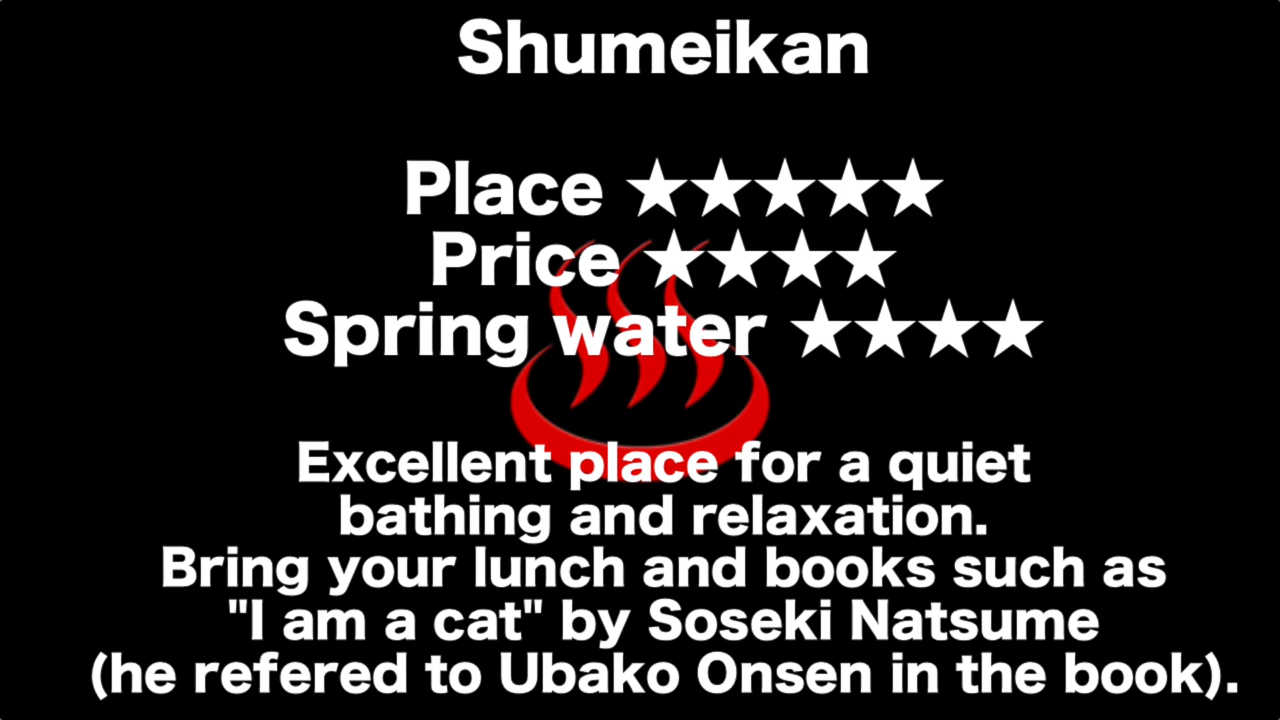 Shumeikan
Place ★★★★★
Price ★★★★
Spring water ★★★★
Excellent place for a quiet
bathing and relaxation.
Bring your lunch and books such as
"I am a cat" by Soseki Natsume
(he refered to Ubako Onsen in the book).